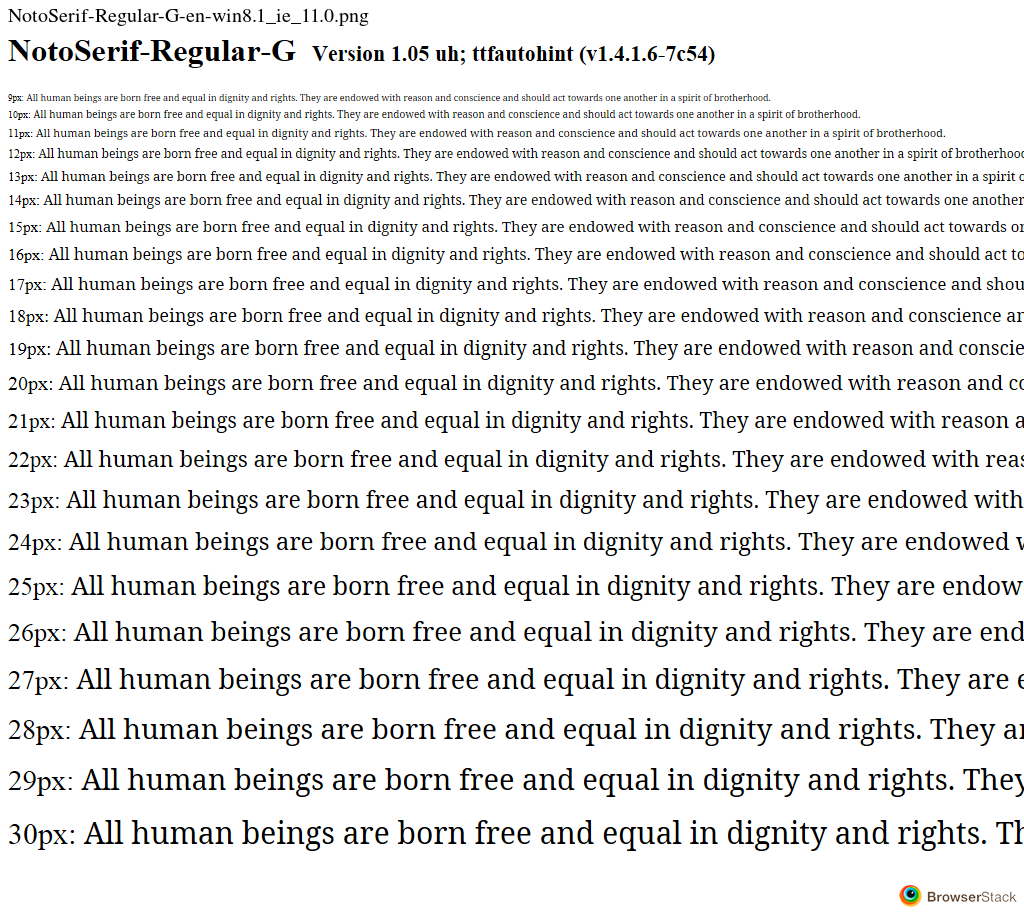 NotoSerif-Regular-G-en-win8.1_ie_11.0.png
NotoSerif-Regular-G Version 1.05 uh; ttfautohint (v1.4.1.6-7c54)
9px: All human beings are born free and equal in dignity and rights. They are endowed with reason and conscience and should act towards one another in a spirit of brotherhood.
10px: All human beings are born free and equal in dignity and rights. They are endowed with reason and conscience and should act towards one another in a spirit of brotherhood.
11px: All human beings are born free and equal in dignity and rights. They are endowed with reason and conscience and should act towards one another in a spirit of brotherhood.
12px: All human beings are born free and equal in dignity and rights. They are endowed with reason and conscience and should act towards one another in a spirit of brotherhoo
13px: All human beings are born free and equal in dignity and rights. They are endowed with reason and conscience and should act towards one another in a spirit o
14px: All human beings are born free and equal in dignity and rights. They are endowed with reason and conscience and should act towards one another
15px: All human beings are born free and equal in dignity and rights. They are endowed with reason and conscience and should act towards or
16px: All human beings are born free and equal in dignity and rights. They are endowed with reason and conscience and should act to
17px: All human beings are born free and equal in dignity and rights. They are endowed with reason and conscience and shou
18px: All human beings are born free and equal in dignity and rights. They are endowed with reason and conscience ar
19px: All human beings are born free and equal in dignity and rights. They are endowed with reason and conscie
20px: All human beings are born free and equal in dignity and rights. They are endowed with reason and co
21px: All human beings are born free and equal in dignity and rights. They are endowed with reason a
22px: All human beings are born free and equal in dignity and rights. They are endowed with reas
23px: All human beings are born free and equal in dignity and rights. They are endowed with
24px: All human beings are born free and equal in dignity and rights. They are endowed
25px: All human beings are born free and equal in dignity and rights. They are endow
26px: All human beings are born free and equal in dignity and rights. They are end
27px: All human beings are born free and equal in dignity and rights. They are e
28px: All human beings are born free and equal in dignity and rights. They ar
29px: All human beings are born free and equal in dignity and rights. They
30px: All human beings are born free and equal in dignity and rights. Th
BrowserStack